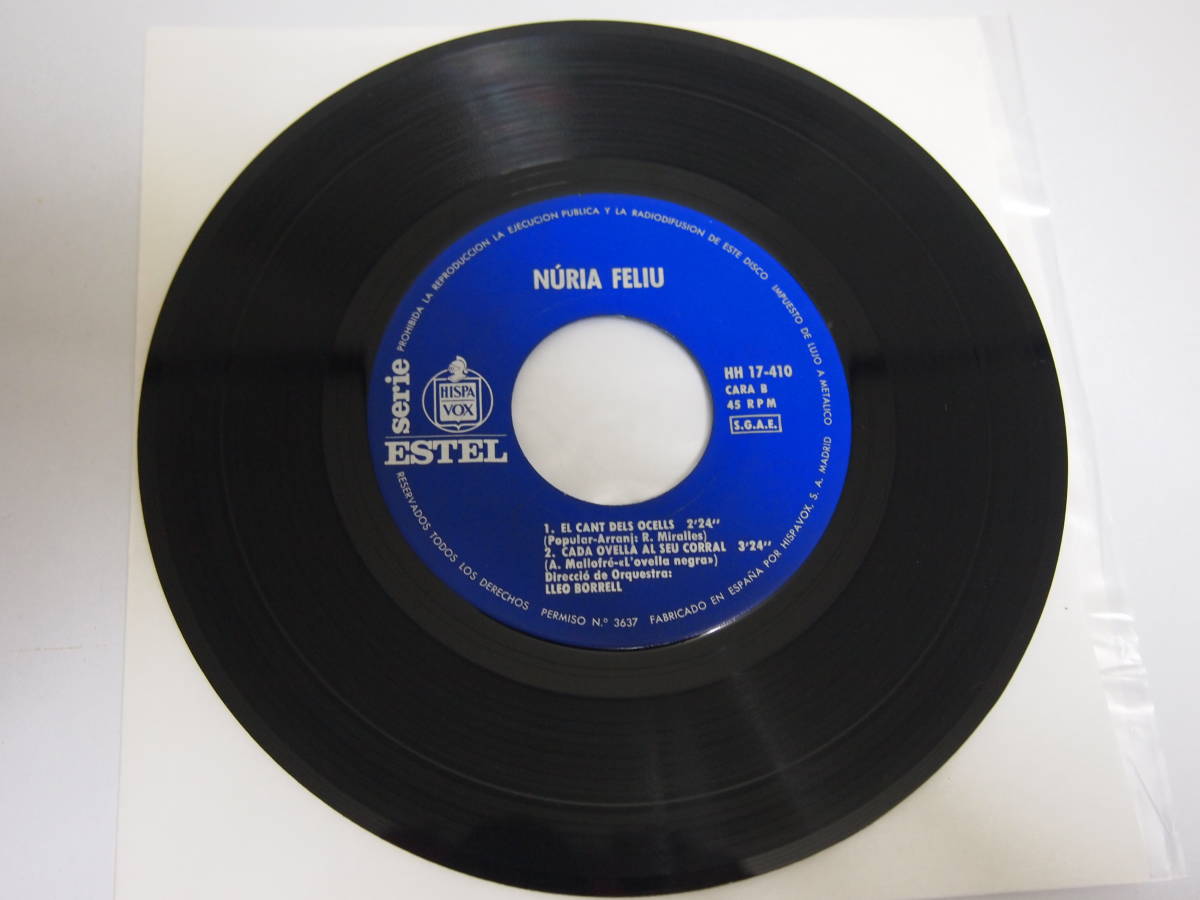 PROHIBIDA LA REPRODUCCION LA EJECUCION PUBLICA Y LA RADIODIFUSION DE ESTE DISCO IMPUESTO DE LUJO A METALICO
NÚRIA FELIU
serie
ESTEL
HISPA
VOX
HH 17-410
CARA B
45 RPM
S.G.A.E.
1. EL CANT DELS OCELLS 2'24''
(Popular-Arranj: R. Miralles)
2. CADA OVELLA AL SEU CORRAL 3'24''
(A. Mallofré-«L'ovella negra»)
Direcció de Orquestra:
LLEO BORRELL
RESERVADOS TODOS LOS DERECHOS PERMISO N.º 3637 FABRICADO EN ESPAÑA POR HISPAVOX, S. A. MADRID